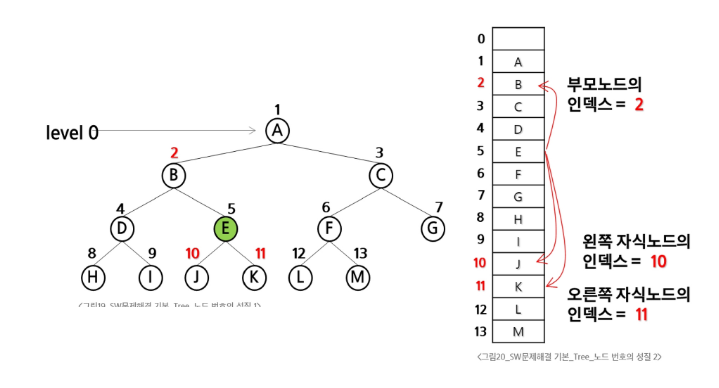 level 0
1
A
2
B
3
C
4
D
5
E
6
F
7
G
8
H
9
I
10
J
11
K
12
L
13
M
<그림19_SW문제해결 기본_Tree_노드 번호의 성질 1>
0
1 A
2 B
3 C
4 D
5 E
6 F
7 G
8 H
9 I
10 J
11 K
12 L
13 M
부모노드의
인덱스 = 2
왼쪽 자식노드의
인덱스 = 10
오른쪽 자식노드의
인덱스 = 11
<그림20_SW문제해결 기본_Tree_노드 번호의 성질 2>